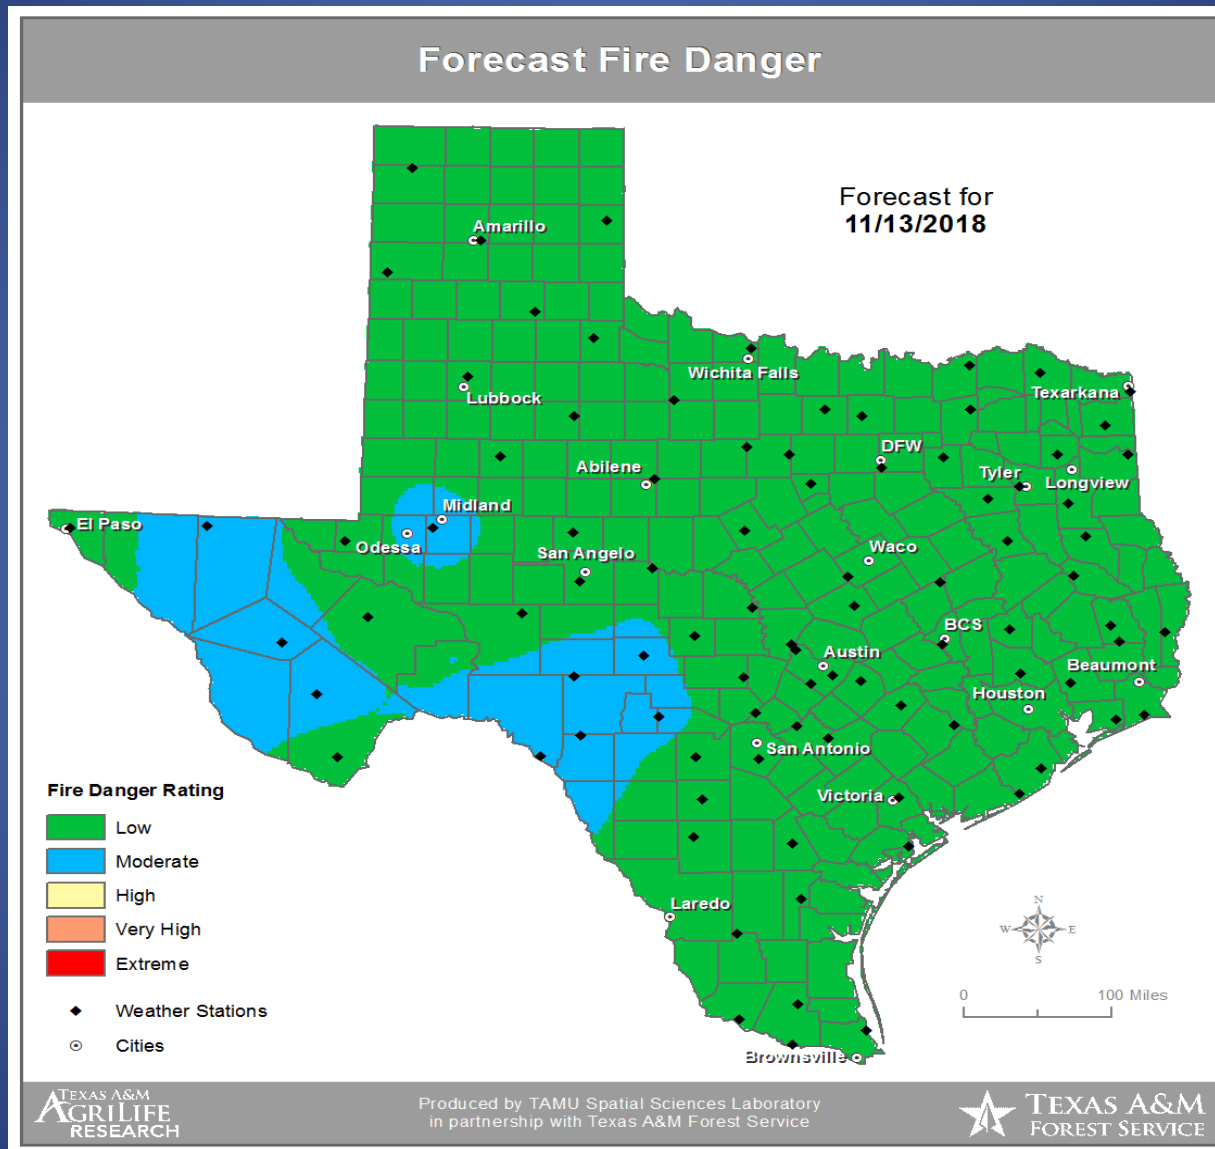 Forecast Fire Danger
Forecast for
11/13/2018
Amarillo
Wichita Falls
Lubbock
Texarkana
DFW
Abilene
Tyler
Longview
Midland
El Paso
Odessa
San Angelo
Waco
BCS
Austin
Beaumont
Houston
San Antonio
Victoria
Laredo
Brownsville
Fire Danger Rating
Low
Moderate
High
Very High
Extreme
Weather Stations
Cities
N
W E
S
0 100 Miles
TEXAS A&M
AGRILIFE
RESEARCH
Produced by TAMU Spatial Sciences Laboratory
in partnership with Texas A&M Forest Service
TEXAS A&M
FOREST SERVICE